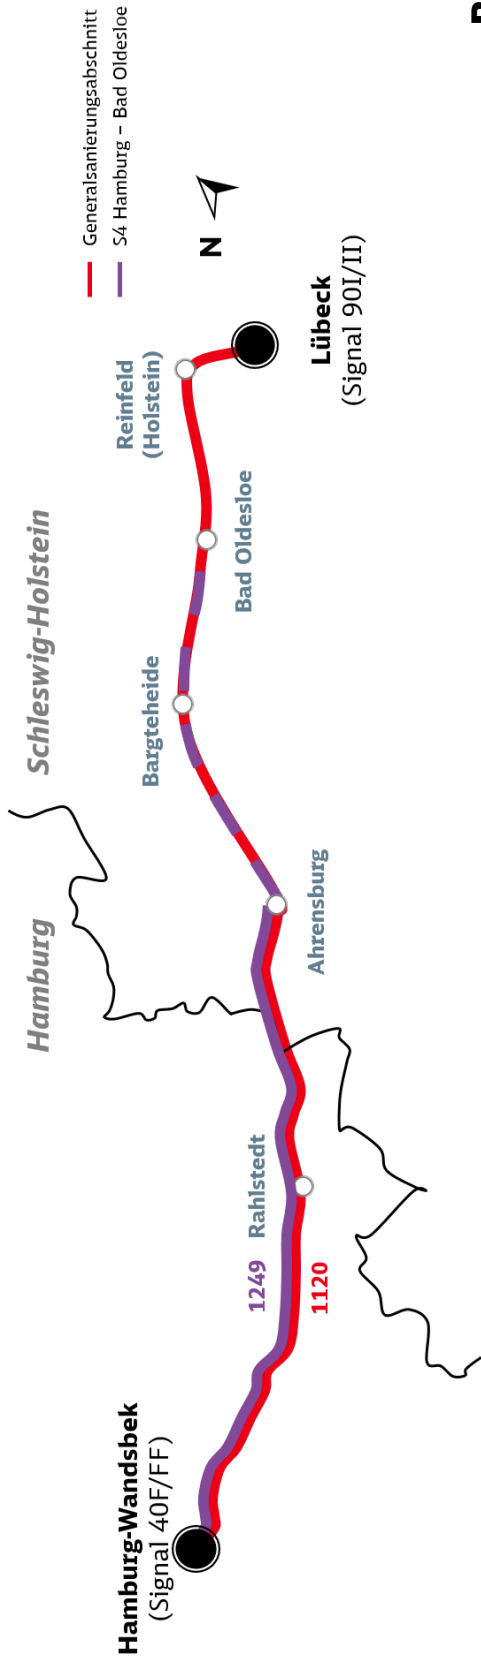 Generalsanierungsabschnitt
S4 Hamburg – Bad Oldesloe
N
Hamburg
Schleswig-Holstein
Hamburg-Wandsbek
(Signal 40F/FF)
1249
Rahlstedt
1120
Ahrensburg
Bargteheide
Bad Oldesloe
Reinfeld
(Holstein)
Lübeck
(Signal 90I/II)